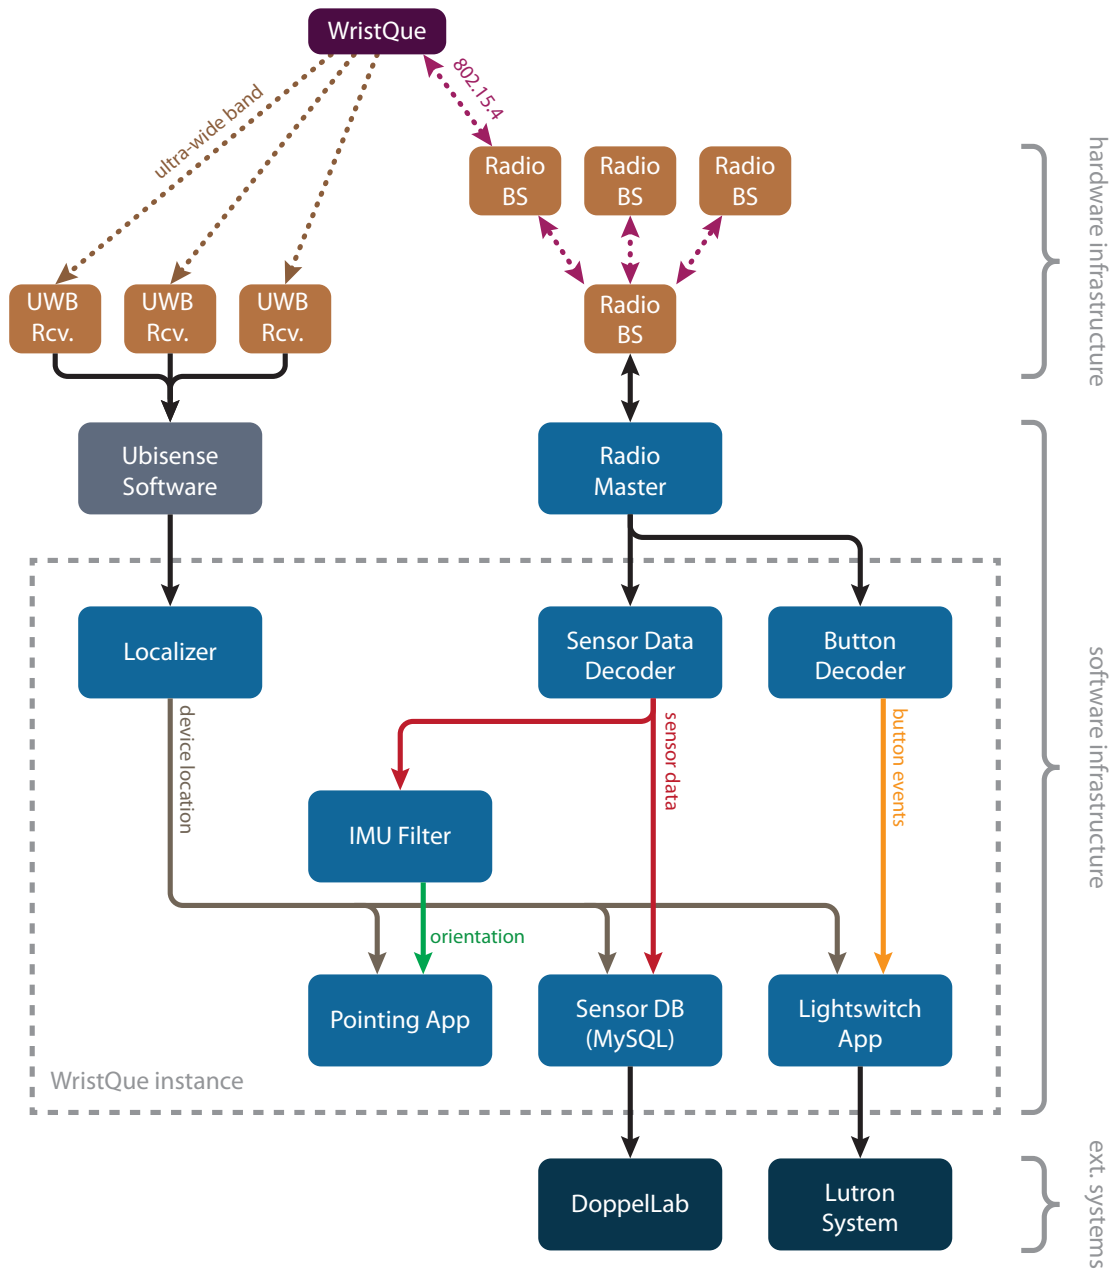 WristQue
802.15.4
ultra-wide band
Radio
BS
Radio
BS
Radio
BS
hardware infrastructure
UWB
Rcv.
UWB
Rcv.
UWB
Rcv.
Radio
BS
Ubisense
Software
Radio
Master
software infrastructure
Localizer
Sensor Data
Decoder
Button
Decoder
device location
sensor data
button events
IMU Filter
orientation
Pointing App
Sensor DB
(MySQL)
Lightswitch
App
WristQue instance
DoppelLab
Lutron
System
ext. systems